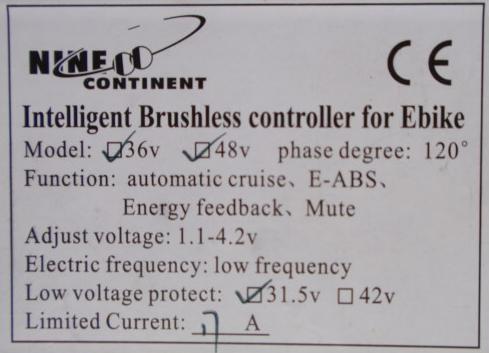 NINE
CONTINENT
CE
Intelligent Brushless controller for Ebike
Model: ☑36v ☑48v phase degree: 120°
Function: automatic cruise、E-ABS、
Energy feedback、Mute
Adjust voltage: 1.1-4.2v
Electric frequency: low frequency
Low voltage protect: ☑31.5v ☐42v
Limited Current: A